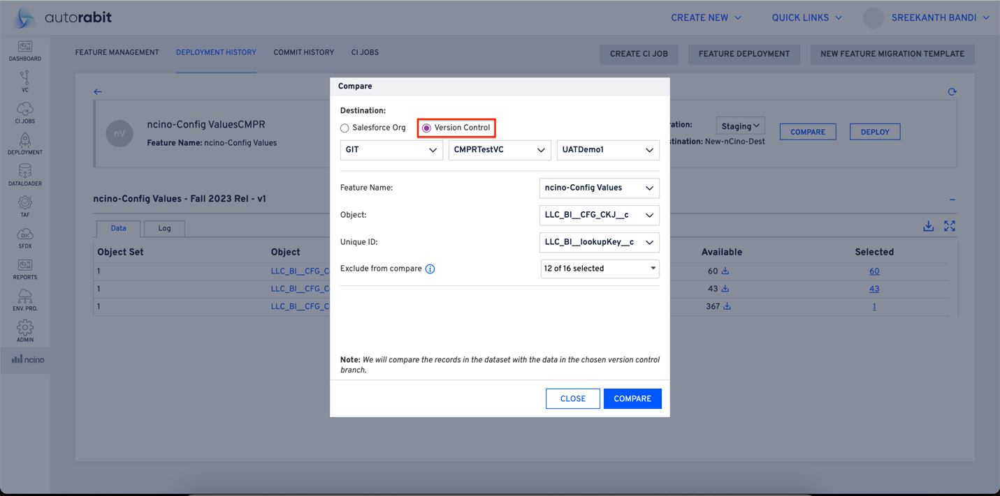 autorabit
CREATE NEW
QUICK LINKS
SREEKANTH BANDI
DASHBOARD
VC
CI JOBS
DEPLOYMENT
DATALOADER
TAF
SFDX
REPORTS
ENV. PRO.
ADMIN
ncino
FEATURE MANAGEMENT
DEPLOYMENT HISTORY
COMMIT HISTORY
CI JOBS
CREATE CI JOB
FEATURE DEPLOYMENT
NEW FEATURE MIGRATION TEMPLATE
nV
ncino-Config ValuesCMPR
Feature Name: ncino-Config Values
ration:
Staging
stination: New-nCino-Dest
COMPARE
DEPLOY
ncino-Config Values - Fall 2023 Rel - v1
Data
Log
Object Set Object Available Selected
1 LLC_BI__CFG_C 60 60
1 LLC_BI__CFG_C 43 43
1 LLC_BI__CFG_C 367 1
Compare
Destination:
Salesforce Org
Version Control
GIT
CMPRTestVC
UATDemo1
Feature Name: ncino-Config Values
Object: LLC_BI__CFG_CKJ__c
Unique ID: LLC_BI__lookupKey__c
Exclude from compare 12 of 16 selected
Note: We will compare the records in the dataset with the data in the chosen version control
branch.
CLOSE
COMPARE